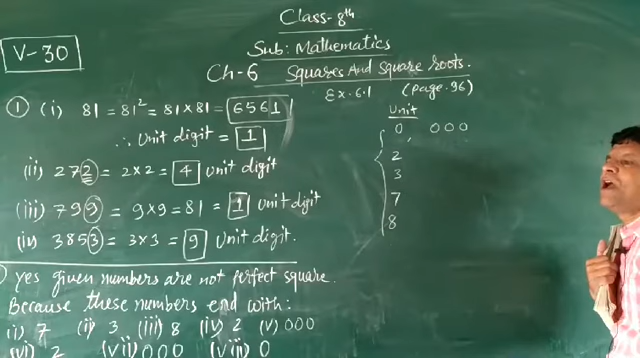 Class-8th
V-30
Sub: Mathematics
Ch-6 Squares And Square Roots.
Ex. 6.1 (Page. 96)
① (i) 81 = 81² = 81×81 = 6561
∴ Unit digit = 1
(ii) 272 = 2×2 = 4 Unit digit
(iii) 799 = 9×9 = 81 = 1 Unit digit
(iv) 3853 = 3×3 = 9 Unit digit.
Unit
0 000
2
3
7
8
Yes given numbers are not perfect square.
Because these numbers end with:
(i) 7 (ii) 3 (iii) 8 (iv) 2 (v) 000
(vi) 2 (vii) 000 (viii) 0